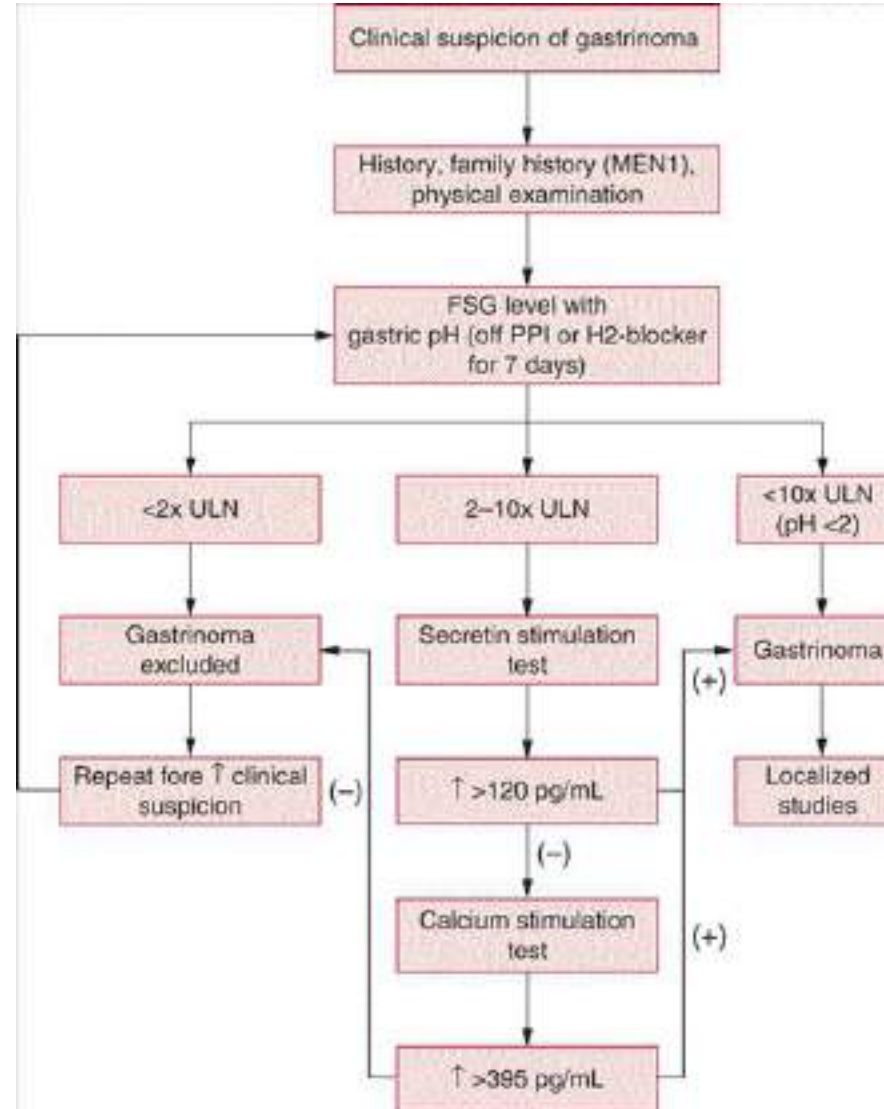 Clinical suspicion of gastrinoma
History, family history (MEN1),
physical examination
FSG level with
gastric pH (off PPI or H2-blocker
for 7 days)
<2x ULN
2–10x ULN
<10x ULN
(pH <2)
Gastrinoma
excluded
Secretin stimulation
test
Gastrinoma
(+)
Repeat fore ↑ clinical
suspicion
(–)
↑ >120 pg/mL
Localized
studies
(–)
Calcium stimulation
test
(+)
↑ >395 pg/mL